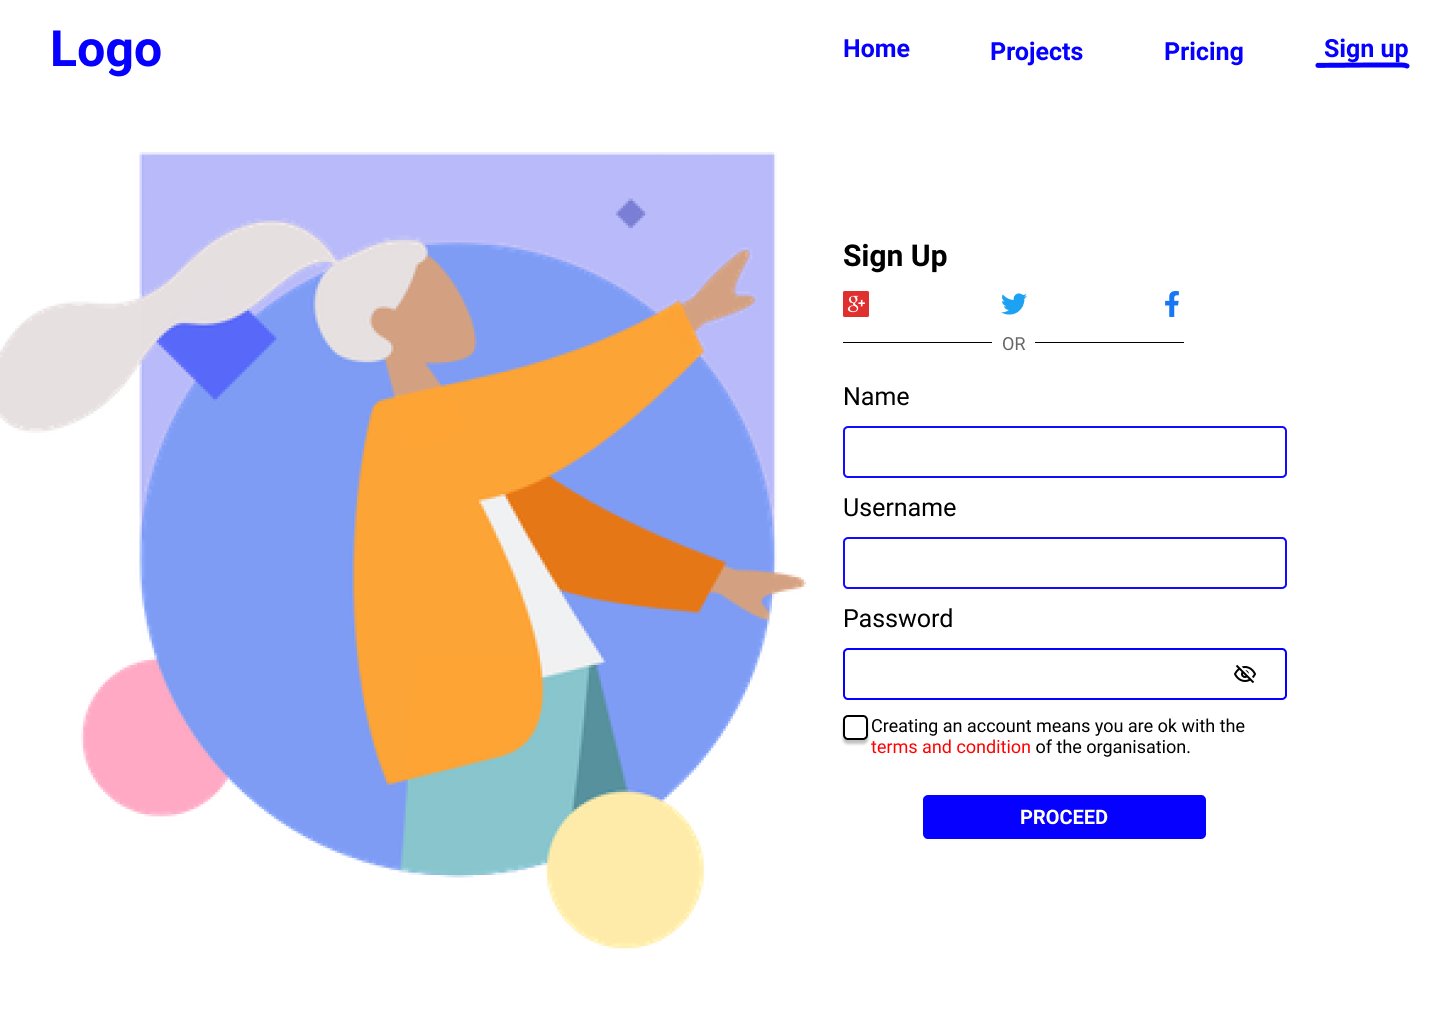 Logo
Home
Projects
Pricing
Sign up
Sign Up
g+
OR
Name
Username
Password
Creating an account means you are ok with the
terms and condition of the organisation.
PROCEED